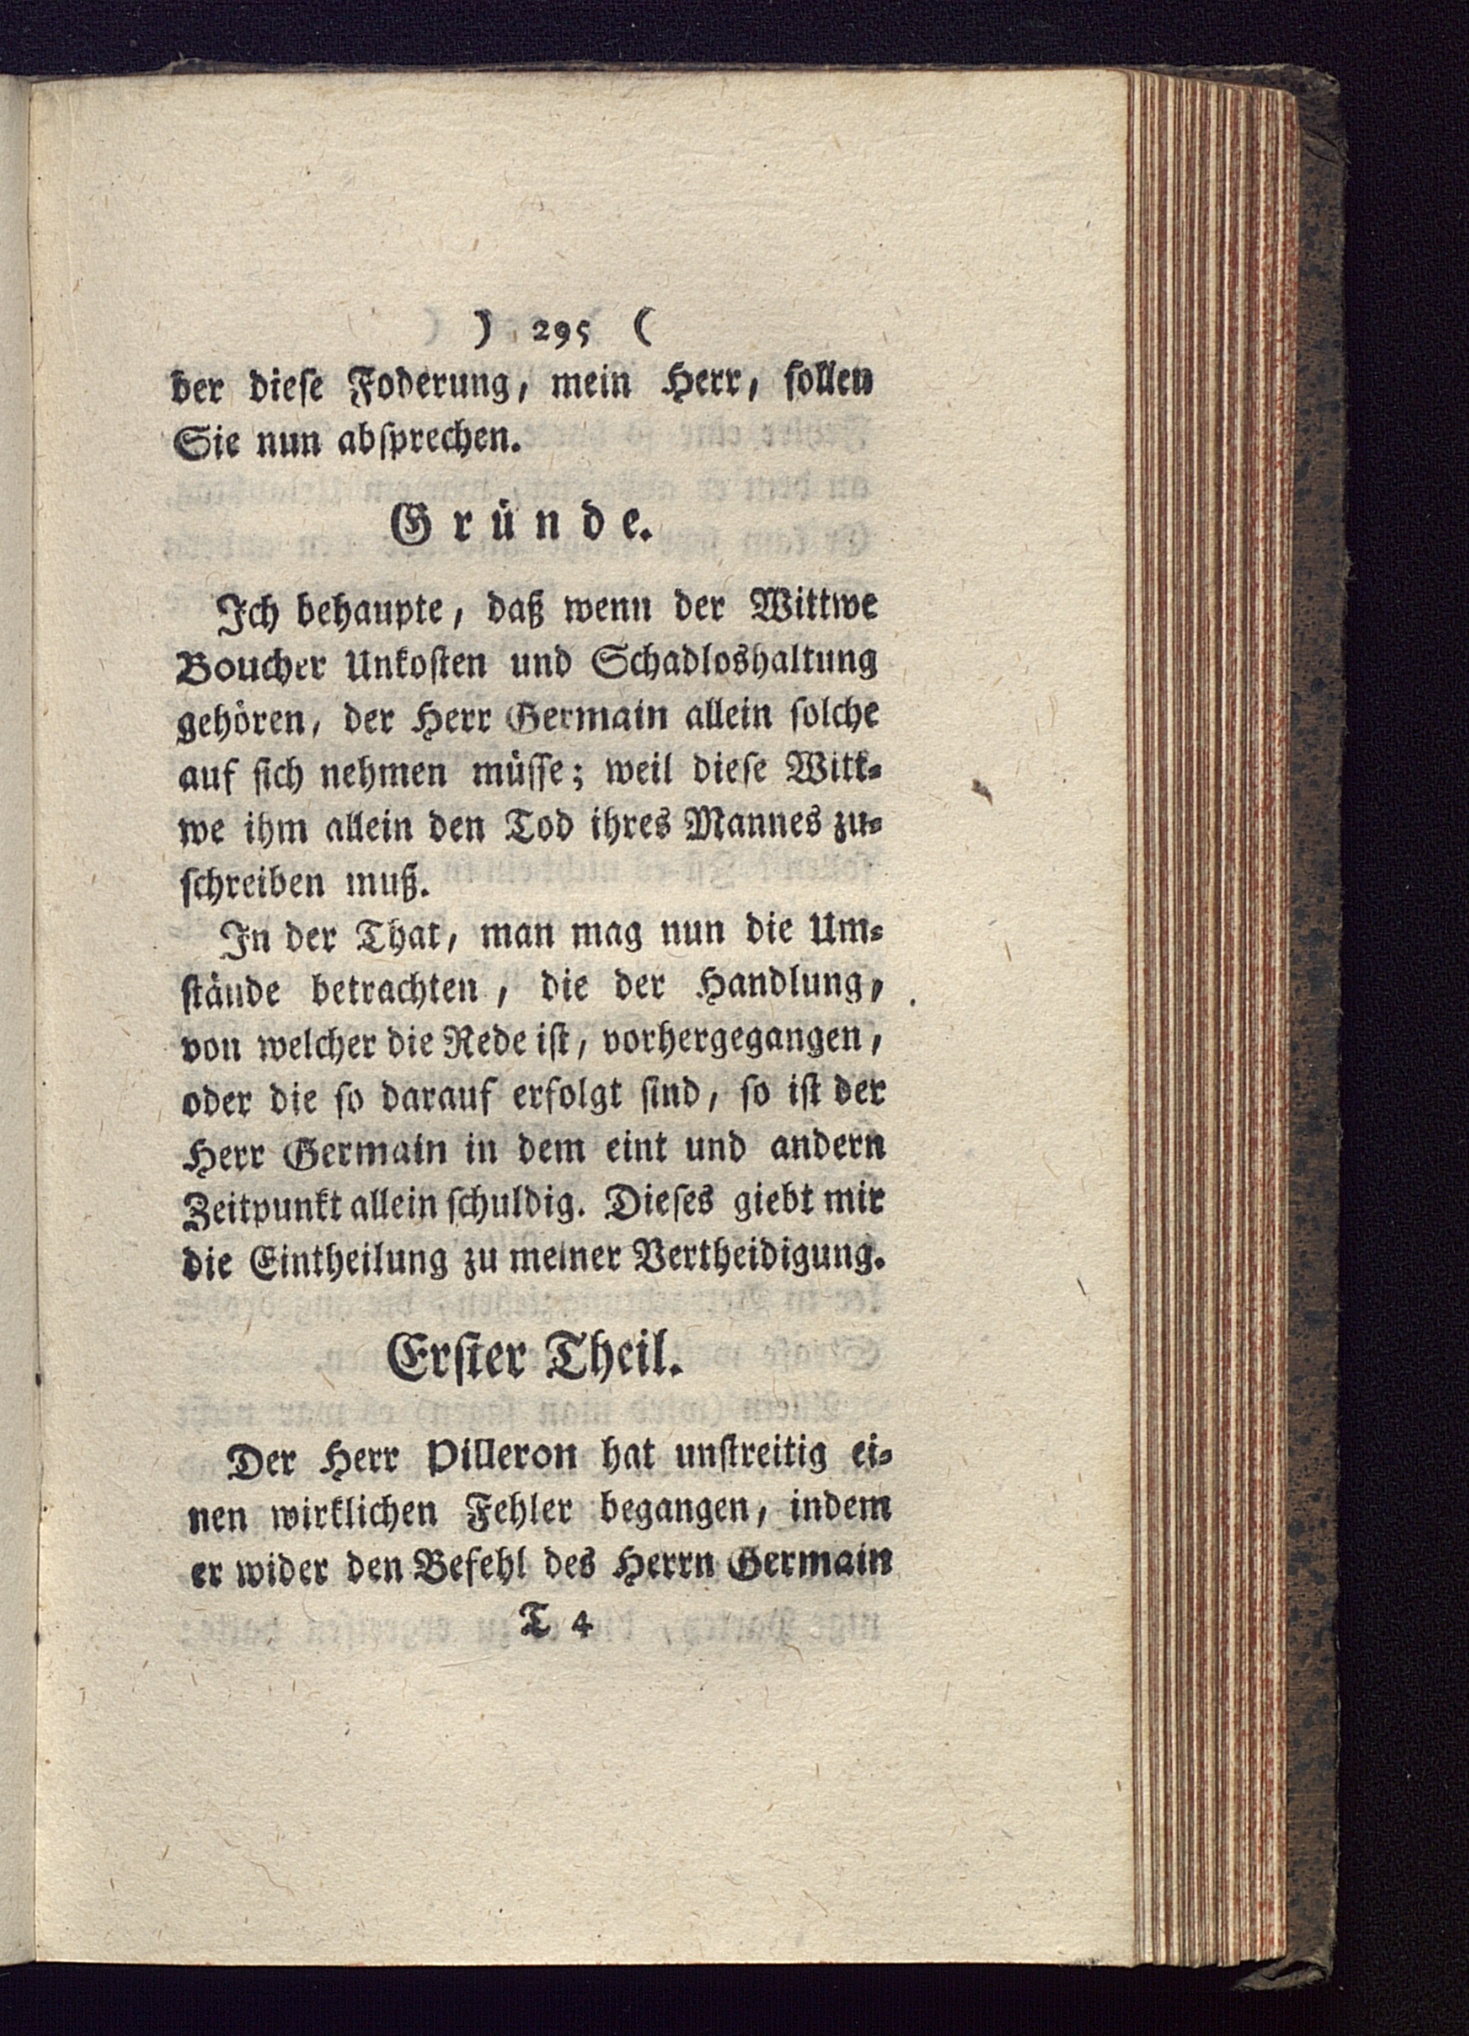 ) 295 (
ber diese Foderung, mein Herr, sollen
Sie nun absprechen.
Gründe.
Ich behaupte, daß wenn der Wittwe
Boucher Unkosten und Schadloshaltung
gehören, der Herr Germain allein solche
auf sich nehmen müsse; weil diese Witt-
we ihm allein den Tod ihres Mannes zu-
schreiben muß.
In der That, man mag nun die Um-
stände betrachten, die der Handlung,
von welcher die Rede ist, vorhergegangen,
oder die so darauf erfolgt sind, so ist der
Herr Germain in dem eint und andern
Zeitpunkt allein schuldig. Dieses giebt mir
die Eintheilung zu meiner Vertheidigung.
Erster Theil.
Der Herr Pilleron hat unstreitig ei-
nen wirklichen Fehler begangen, indem
er wider den Befehl des Herrn Germain
T 4